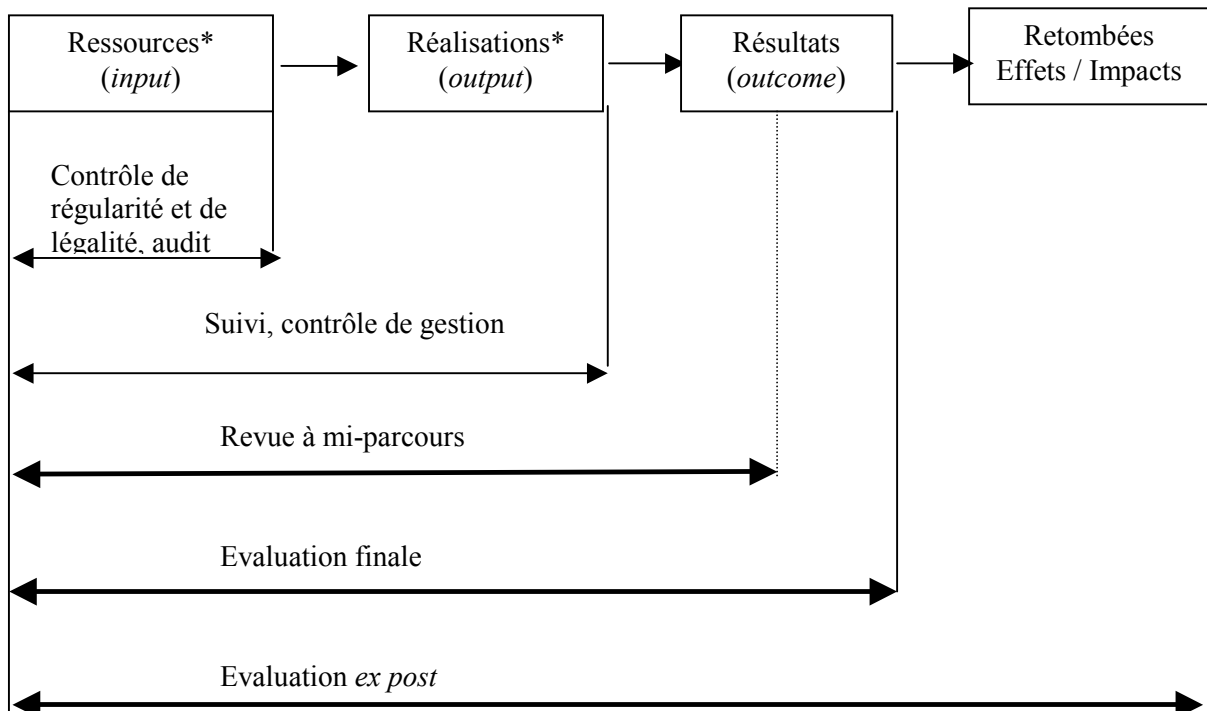 Ressources*
(input)
Réalisations*
(output)
Résultats
(outcome)
Retombées
Effets / Impacts
Contrôle de
régularité et de
légalité, audit
Suivi, contrôle de gestion
Revue à mi-parcours
Evaluation finale
Evaluation ex post